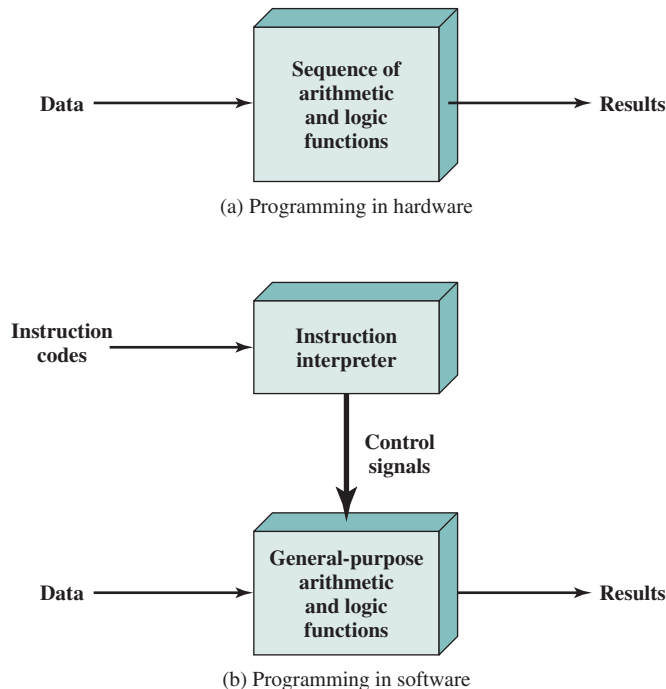 Sequence of
arithmetic
and logic
functions
Data
Results
(a) Programming in hardware
Instruction
codes
Instruction
interpreter
Control
signals
General-purpose
arithmetic
and logic
functions
Data
Results
(b) Programming in software